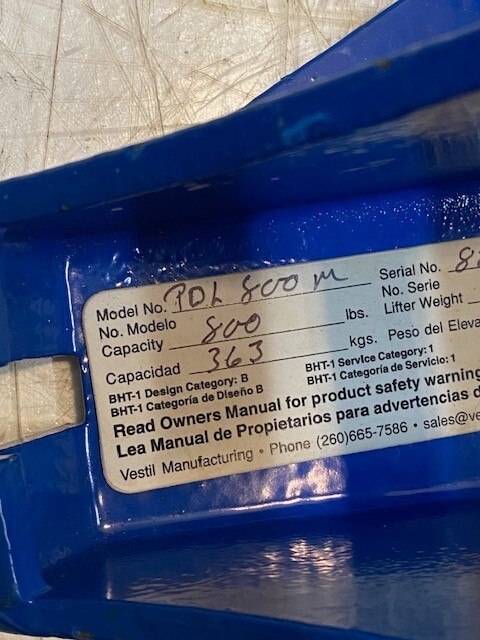 Model No. PDL 800 M Serial No. 8
No. Modelo No. Serie
Capacity 800 lbs. Lifter Weight
Capacidad 363 kgs. Peso del
BHT-1 Design Category: B BHT-1 Service Category: 1
BHT-1 Categoría de Diseño B BHT-1 Categoría de Servicio: 1
Read Owners Manual for product safety warning
Lea Manual de Propietarios para advertencias d
Vestil Manufacturing • Phone (260)665-7586 • sales@ve